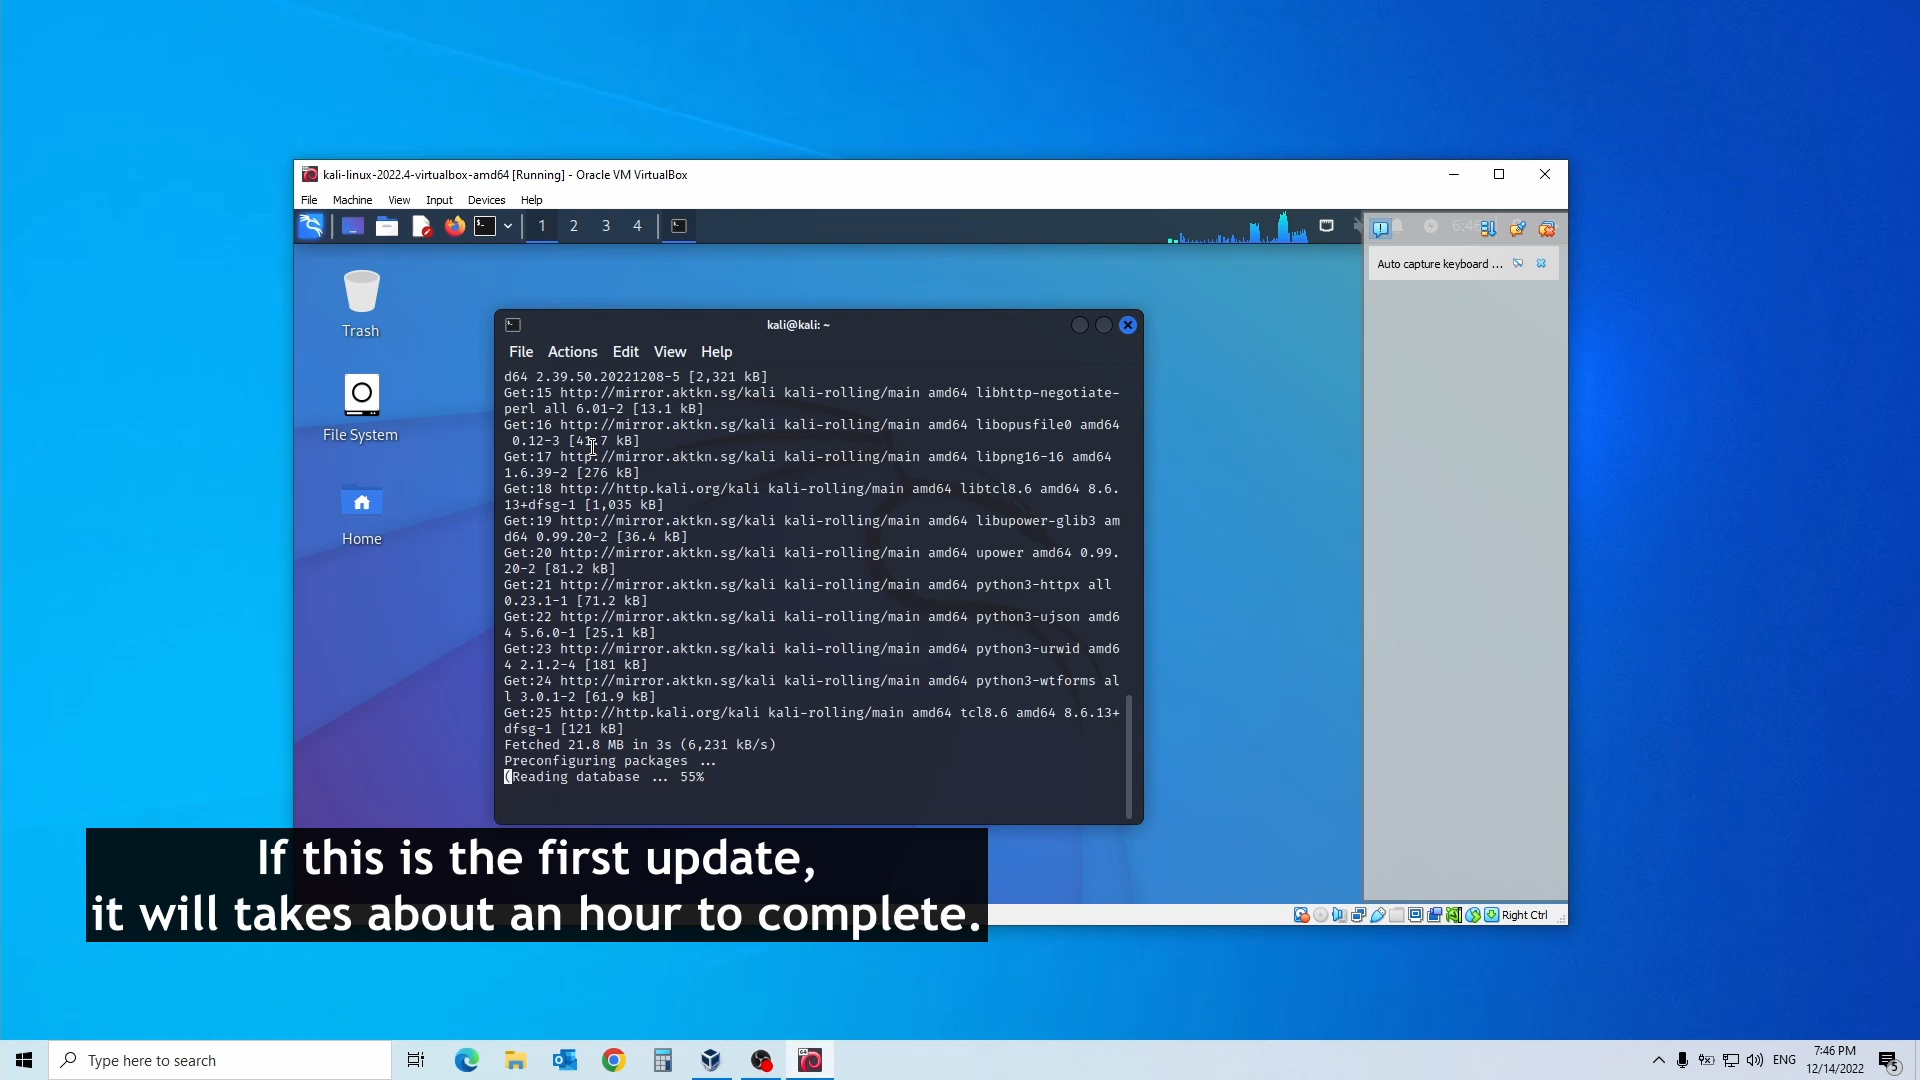 kali-linux-2022.4-virtualbox-amd64 [Running] - Oracle VM VirtualBox
File Machine View Input Devices Help
1 2 3 4
Auto capture keyboard ...
Trash
File System
Home
kali@kali: ~
File Actions Edit View Help
d64 2.39.50.20221208-5 [2,321 kB]
Get:15 http://mirror.aktkn.sg/kali kali-rolling/main amd64 libhttp-negotiate-
perl all 6.01-2 [13.1 kB]
Get:16 http://mirror.aktkn.sg/kali kali-rolling/main amd64 libopusfile0 amd64
0.12-3 [41.7 kB]
Get:17 http://mirror.aktkn.sg/kali kali-rolling/main amd64 libpng16-16 amd64
1.6.39-2 [276 kB]
Get:18 http://http.kali.org/kali kali-rolling/main amd64 libtcl8.6 amd64 8.6.
13+dfsg-1 [1,035 kB]
Get:19 http://mirror.aktkn.sg/kali kali-rolling/main amd64 libupower-glib3 am
d64 0.99.20-2 [36.4 kB]
Get:20 http://mirror.aktkn.sg/kali kali-rolling/main amd64 upower amd64 0.99.
20-2 [81.2 kB]
Get:21 http://mirror.aktkn.sg/kali kali-rolling/main amd64 python3-httpx all
0.23.1-1 [71.2 kB]
Get:22 http://mirror.aktkn.sg/kali kali-rolling/main amd64 python3-ujson amd6
4 5.6.0-1 [25.1 kB]
Get:23 http://mirror.aktkn.sg/kali kali-rolling/main amd64 python3-urwid amd6
4 2.1.2-4 [181 kB]
Get:24 http://mirror.aktkn.sg/kali kali-rolling/main amd64 python3-wtforms al
l 3.0.1-2 [61.9 kB]
Get:25 http://http.kali.org/kali kali-rolling/main amd64 tcl8.6 amd64 8.6.13+
dfsg-1 [121 kB]
Fetched 21.8 MB in 3s (6,231 kB/s)
Preconfiguring packages ...
(Reading database ... 55%
If this is the first update,
it will takes about an hour to complete.
Right Ctrl
Type here to search
ENG
7:46 PM
12/14/2022
5